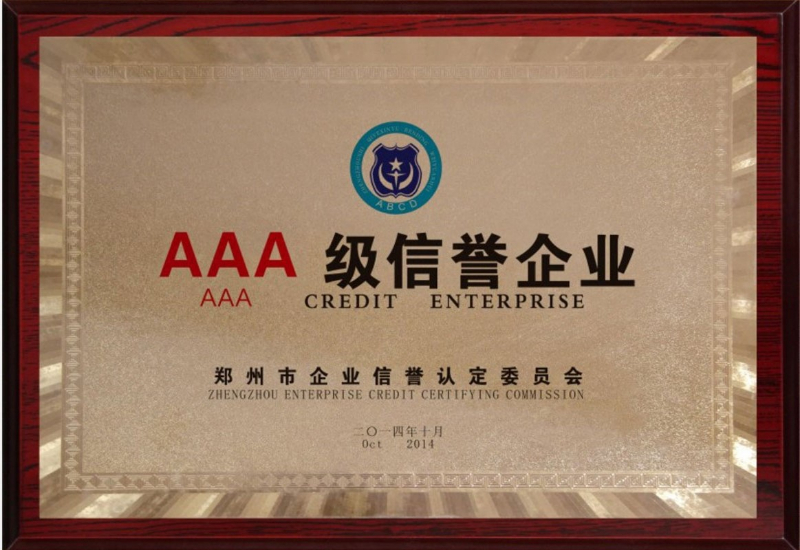 ABCD
AAA 级信誉企业
AAA CREDIT ENTERPRISE
郑州市企业信誉认定委员会
ZHENGZHOU ENTERPRISE CREDIT CERTIFYING COMMISSION
二〇一四年十月
Oct 2014